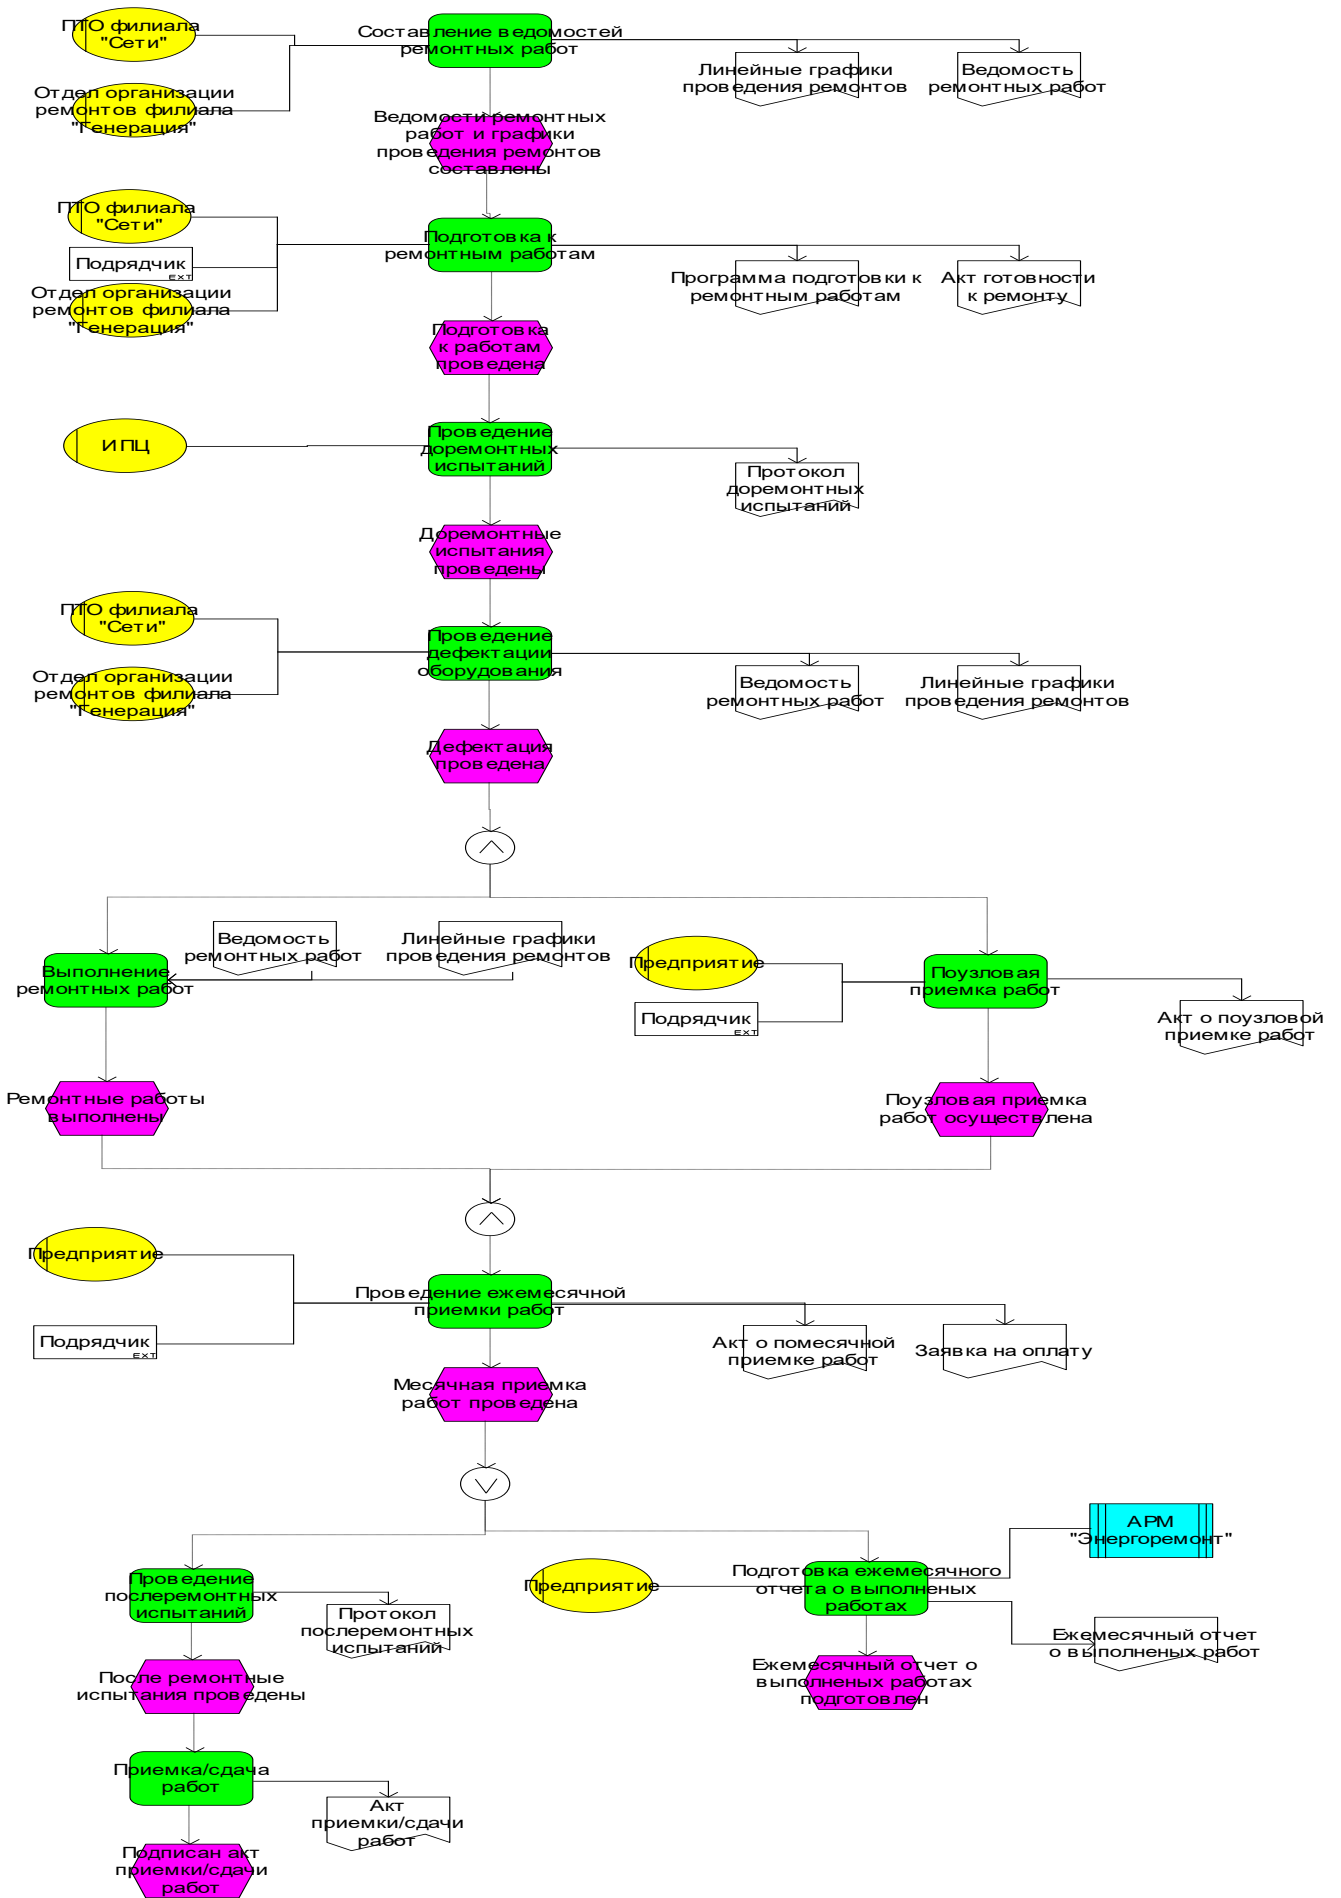 ПТО филиала
"Сети"
Составление ведомостей
ремонтных работ
Линейные графики
проведения ремонтов
Ведомость
ремонтных работ
Отдел организации
ремонтов филиала
"Генерация"
Ведомости ремонтных
работ и графики
проведения ремонтов
составлены
ПТО филиала
"Сети"
Подрядчик
EXT
Отдел организации
ремонтов филиала
"Генерация"
Подготовка к
ремонтным работам
Программа подготовки к
ремонтным работам
Акт готовности
к ремонту
Подготовка
к работам
проведена
ИПЦ
Проведение
доремонтных
испытаний
Протокол
доремонтных
испытаний
Доремонтные
испытания
проведены
ПТО филиала
"Сети"
Отдел организации
ремонтов филиала
"Генерация"
Проведение
дефектации
оборудования
Ведомость
ремонтных работ
Линейные графики
проведения ремонтов
Дефектация
проведена
Выполнение
ремонтных работ
Ведомость
ремонтных работ
Линейные графики
проведения ремонтов
Предприятие
Подрядчик
EXT
Поузловая
приемка работ
Акт о поузловой
приемке работ
Ремонтные работы
выполнены
Поузловая приемка
работ осуществлена
Предприятие
Подрядчик
EXT
Проведение ежемесячной
приемки работ
Акт о помесячной
приемке работ
Заявка на оплату
Месячная приемка
работ проведена
Проведение
послеремонтных
испытаний
Протокол
послеремонтных
испытаний
Предприятие
Подготовка ежемесячного
отчета о выполненых
работах
АРМ
"Энергоремонт"
Ежемесячный отчет
о выполненых работ
После ремонтные
испытания проведены
Ежемесячный отчет о
выполненых работах
подготовлен
Приемка/сдача
работ
Акт
приемки/сдачи
работ
Подписан акт
приемки/сдачи
работ